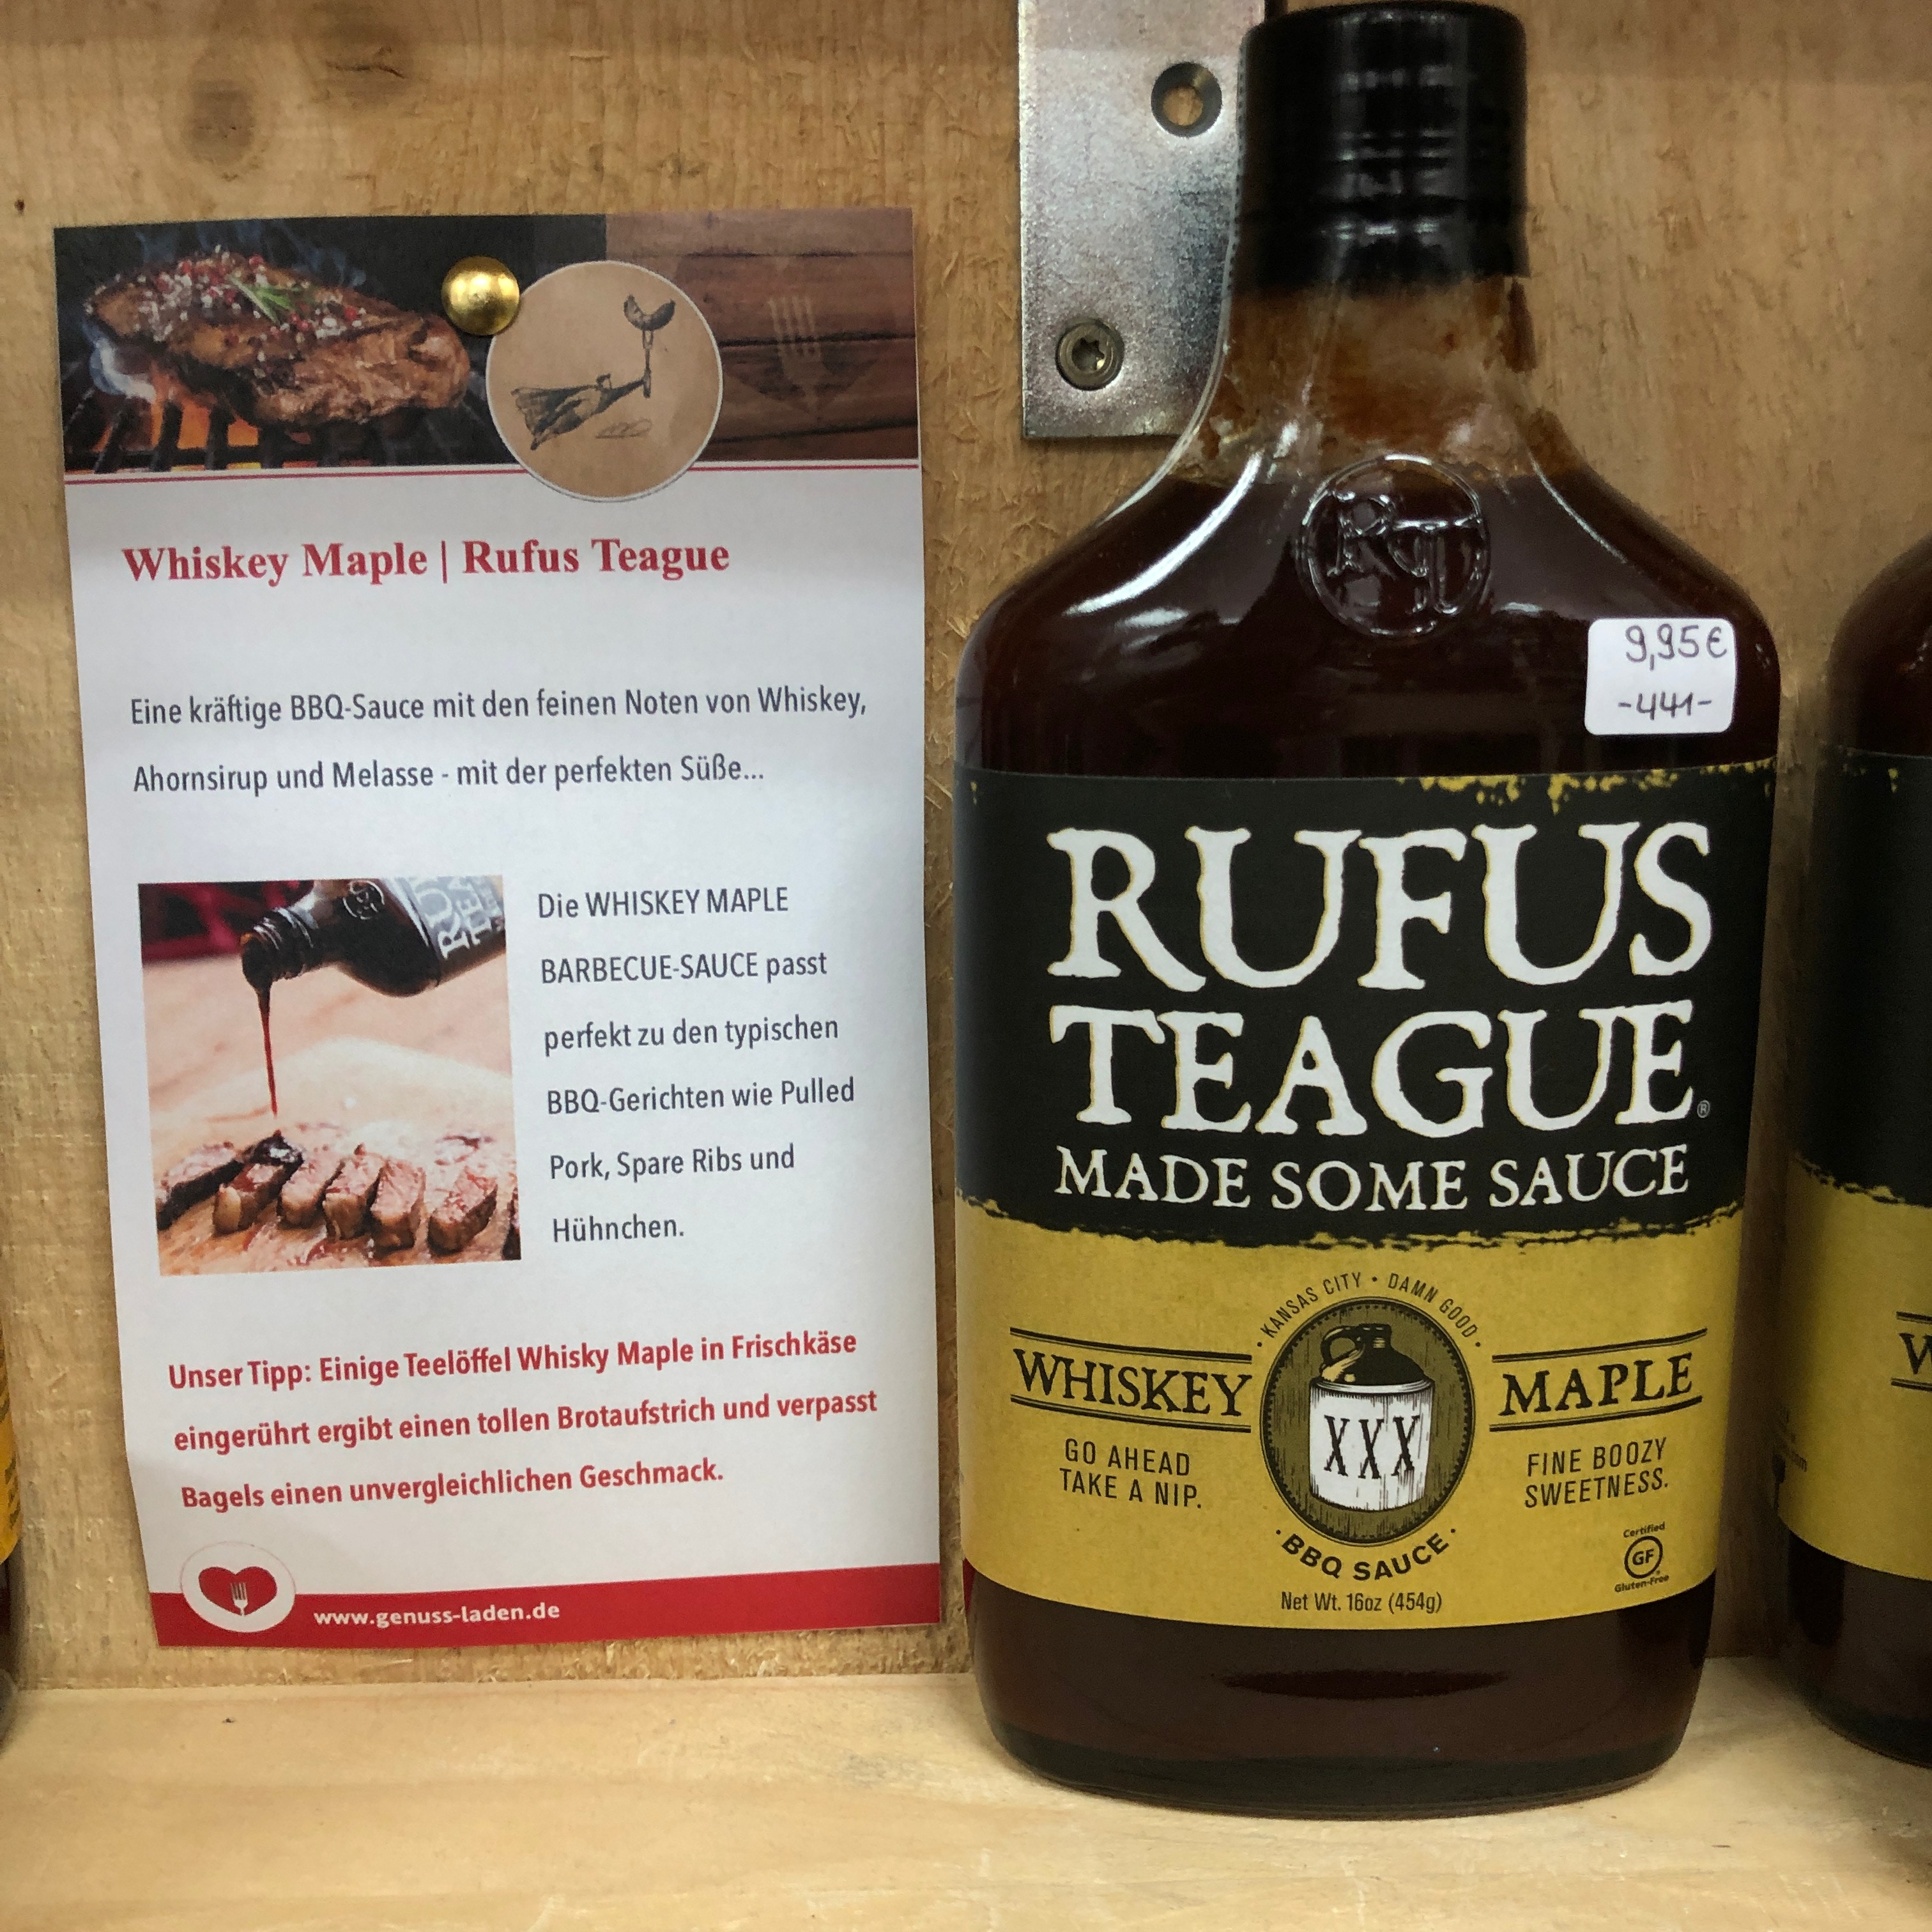 Whiskey Maple | Rufus Teague
Eine kräftige BBQ-Sauce mit den feinen Noten von Whiskey,
Ahornsirup und Melasse - mit der perfekten Süße...
Die WHISKEY MAPLE
BARBECUE-SAUCE passt
perfekt zu den typischen
BBQ-Gerichten wie Pulled
Pork, Spare Ribs und
Hühnchen.
Unser Tipp: Einige Teelöffel Whisky Maple in Frischkäse
eingerührt ergibt einen tollen Brotaufstrich und verpasst
Bagels einen unvergleichlichen Geschmack.
www.genuss-laden.de
RT
9,95€
-441-
RUFUS
TEAGUE®
MADE SOME SAUCE
· KANSAS CITY · DAMN GOOD ·
WHISKEY
XXX
MAPLE
GO AHEAD
TAKE A NIP.
FINE BOOZY
SWEETNESS.
· BBQ SAUCE ·
Net Wt. 16oz (454g)
Certified
GF
Gluten-Free